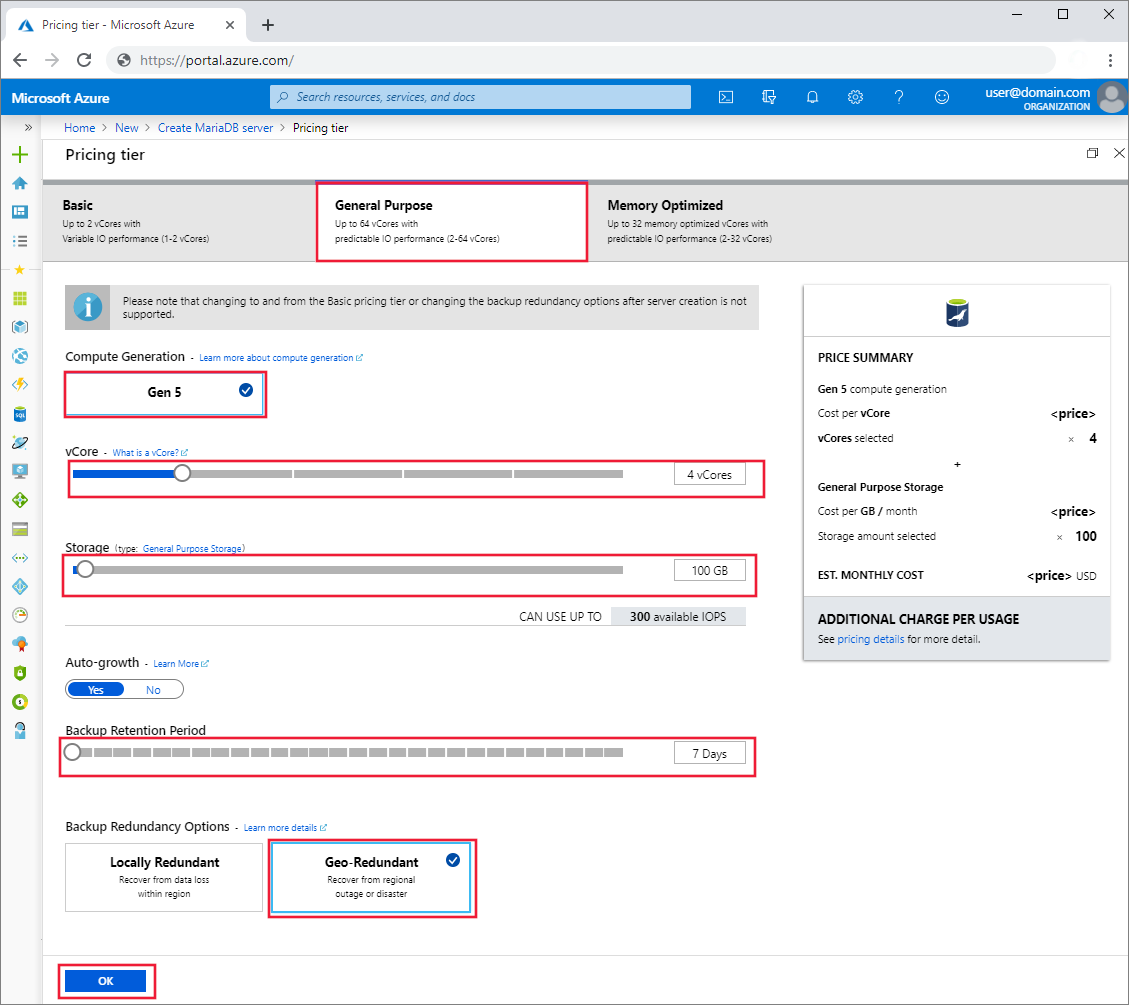 Pricing tier - Microsoft Azure
https://portal.azure.com/
Microsoft Azure
Search resources, services, and docs
user@domain.com
ORGANIZATION
Home > New > Create MariaDB server > Pricing tier
Pricing tier
Basic
Up to 2 vCores with
Variable IO performance (1-2 vCores)
General Purpose
Up to 64 vCores with
predictable IO performance (2-64 vCores)
Memory Optimized
Up to 32 memory optimized vCores with
predictable IO performance (2-32 vCores)
Please note that changing to and from the Basic pricing tier or changing the backup redundancy options after server creation is not
supported.
Compute Generation - Learn more about compute generation
Gen 5
vCore - What is a vCore?
4 vCores
Storage (type: General Purpose Storage)
100 GB
CAN USE UP TO 300 available IOPS
Auto-growth - Learn More
Yes No
Backup Retention Period
7 Days
Backup Redundancy Options - Learn more details
Locally Redundant
Recover from data loss
within region
Geo-Redundant
Recover from regional
outage or disaster
OK
PRICE SUMMARY
Gen 5 compute generation
Cost per vCore <price>
vCores selected × 4
+
General Purpose Storage
Cost per GB / month <price>
Storage amount selected × 100
EST. MONTHLY COST <price> USD
ADDITIONAL CHARGE PER USAGE
See pricing details for more detail.